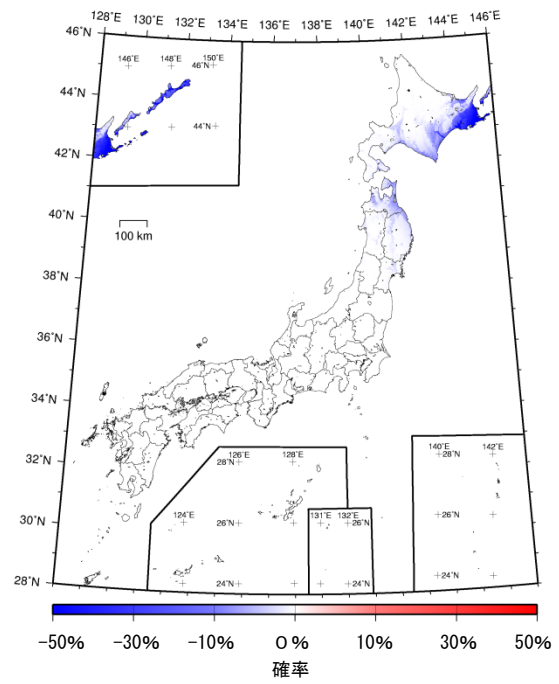 128°E 130°E 132°E 134°E 136°E 138°E 140°E 142°E 144°E 146°E
46°N
146°E 148°E 150°E
46°N
44°N
44°N
42°N
40°N
100 km
38°N
36°N
34°N
32°N
126°E 128°E
28°N
140°E 142°E
28°N
30°N
124°E
26°N
131°E 132°E
26°N
26°N
28°N
24°N
24°N
24°N
-50% -30% -10% 0% 10% 30% 50%
確率